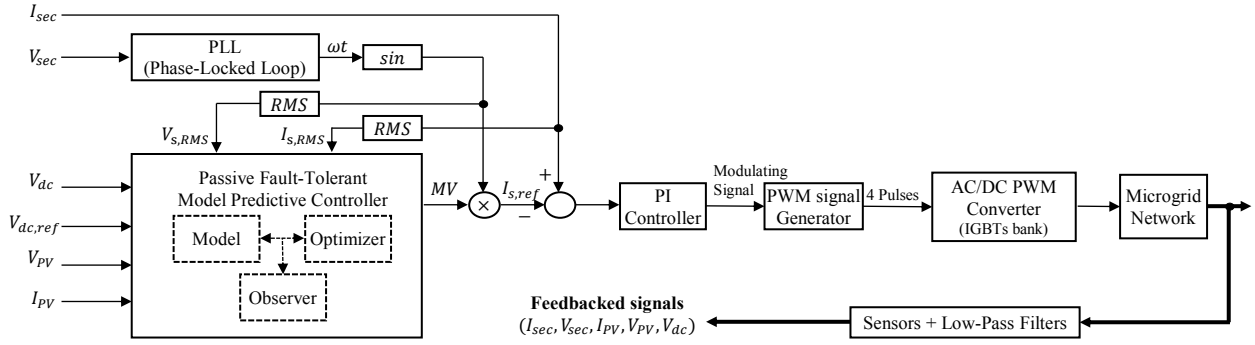 I_sec
V_sec
PLL
(Phase-Locked Loop)
ωt
sin
RMS
RMS
V_s,RMS
I_s,RMS
V_dc
V_dc,ref
V_PV
I_PV
Passive Fault-Tolerant
Model Predictive Controller
Model
Optimizer
Observer
MV
×
I_s,ref
+
−
PI
Controller
Modulating
Signal
PWM signal
Generator
4 Pulses
AC/DC PWM
Converter
(IGBTs bank)
Microgrid
Network
Feedbacked signals
(I_sec, V_sec, I_PV, V_PV, V_dc)
Sensors + Low-Pass Filters